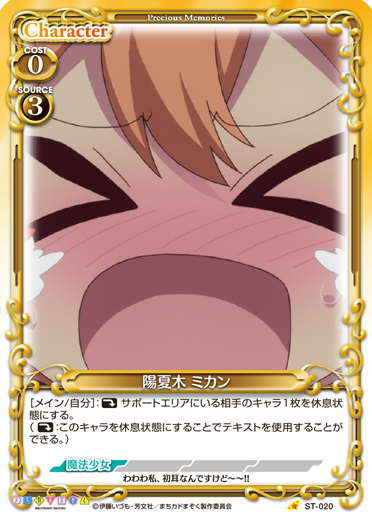 Precious Memories
Character
COST
0
SOURCE
3
陽夏木 ミカン
[メイン/自分]: サポートエリアにいる相手のキャラ1枚を休息状
態にする。
( :このキャラを休息状態にすることでテキストを使用することが
できる。)
魔法少女
わわわ私、初耳なんですけど〜〜!!
©伊藤いづも・芳文社／まちカドまぞく製作委員会
ST-020